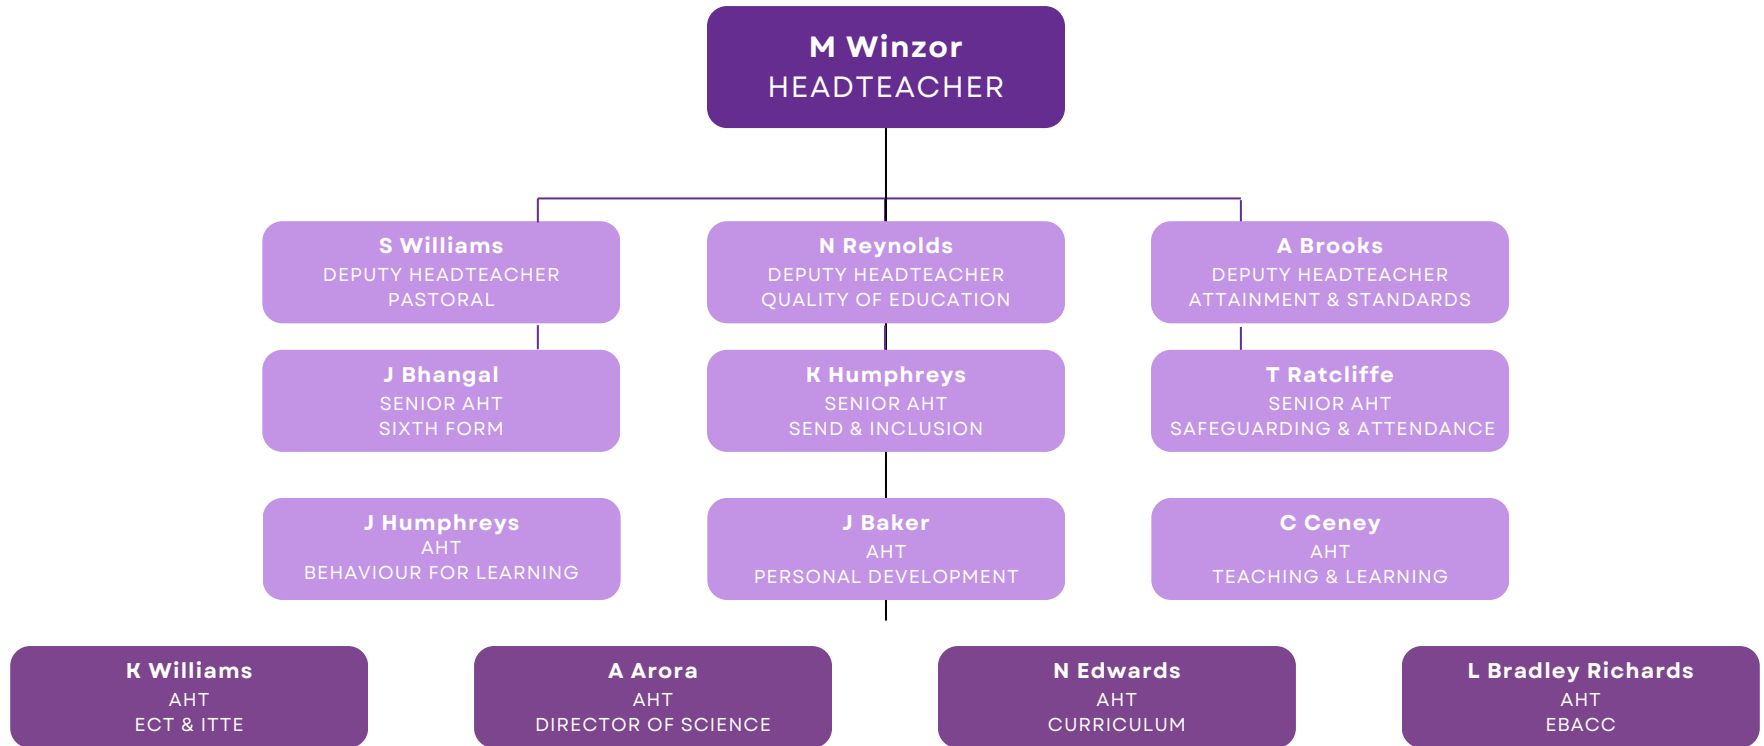 M Winzor
HEADTEACHER
S Williams
DEPUTY HEADTEACHER
PASTORAL
N Reynolds
DEPUTY HEADTEACHER
QUALITY OF EDUCATION
A Brooks
DEPUTY HEADTEACHER
ATTAINMENT & STANDARDS
J Bhangal
SENIOR AHT
SIXTH FORM
K Humphreys
SENIOR AHT
SEND & INCLUSION
T Ratcliffe
SENIOR AHT
SAFEGUARDING & ATTENDANCE
J Humphreys
AHT
BEHAVIOUR FOR LEARNING
J Baker
AHT
PERSONAL DEVELOPMENT
C Ceney
AHT
TEACHING & LEARNING
K Williams
AHT
ECT & ITTE
A Arora
AHT
DIRECTOR OF SCIENCE
N Edwards
AHT
CURRICULUM
L Bradley Richards
AHT
EBACC